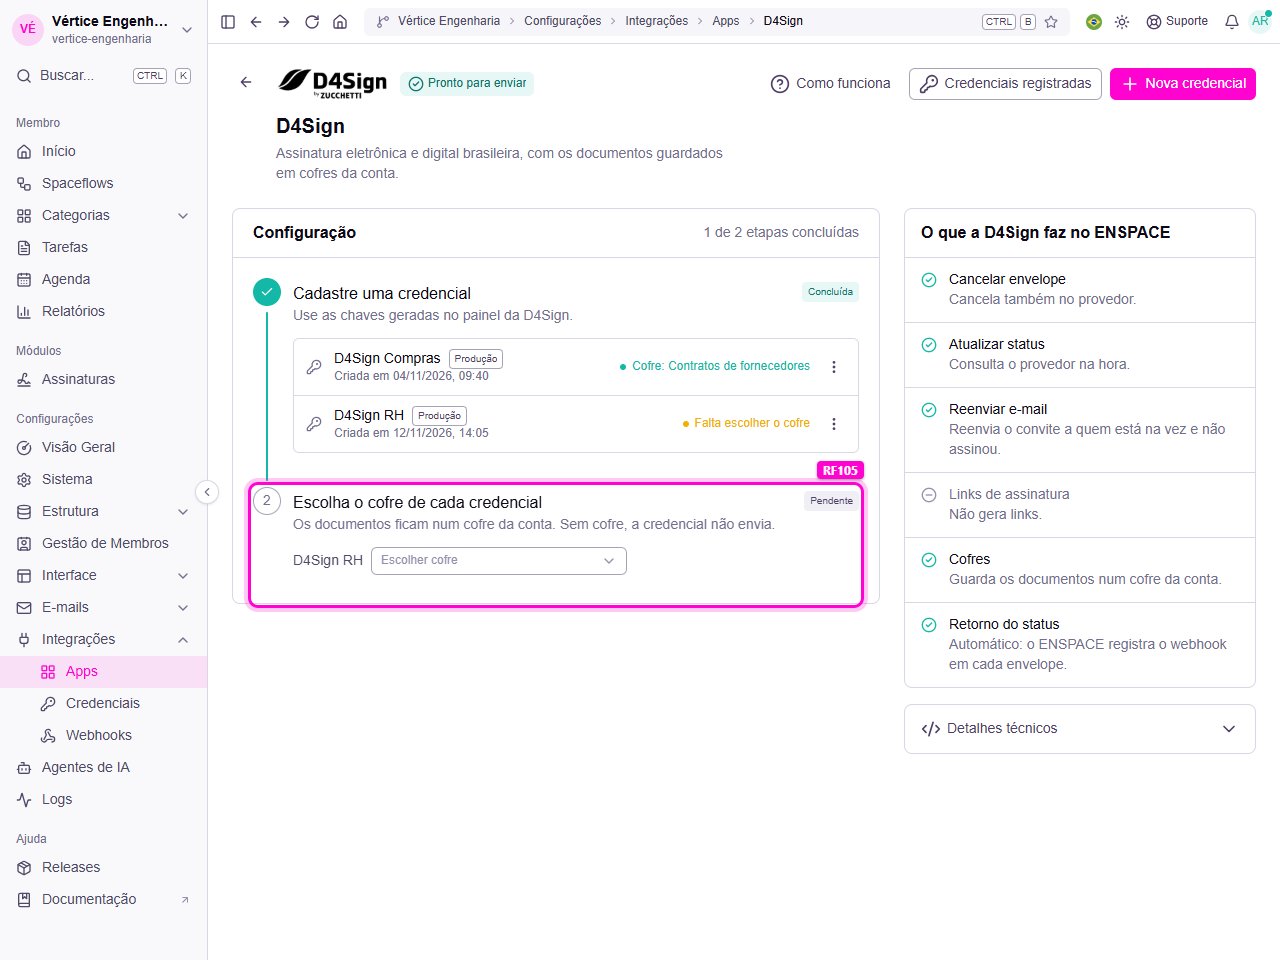 VÉ
Vértice Engenh...
vertice-engenharia
Buscar...
CTRL K
Membro
Início
Spaceflows
Categorias
Tarefas
Agenda
Relatórios
Módulos
Assinaturas
Configurações
Visão Geral
Sistema
Estrutura
Gestão de Membros
Interface
E-mails
Integrações
Apps
Credenciais
Webhooks
Agentes de IA
Logs
Ajuda
Releases
Documentação
Vértice Engenharia > Configurações > Integrações > Apps > D4Sign
CTRL B
Suporte
AR
D4Sign
by ZUCCHETTI
Pronto para enviar
Como funciona
Credenciais registradas
Nova credencial
D4Sign
Assinatura eletrônica e digital brasileira, com os documentos guardados
em cofres da conta.
Configuração
1 de 2 etapas concluídas
Cadastre uma credencial
Concluída
Use as chaves geradas no painel da D4Sign.
D4Sign Compras Produção
Criada em 04/11/2026, 09:40
Cofre: Contratos de fornecedores
D4Sign RH Produção
Criada em 12/11/2026, 14:05
Falta escolher o cofre
RF105
2
Escolha o cofre de cada credencial
Pendente
Os documentos ficam num cofre da conta. Sem cofre, a credencial não envia.
D4Sign RH Escolher cofre
O que a D4Sign faz no ENSPACE
Cancelar envelope
Cancela também no provedor.
Atualizar status
Consulta o provedor na hora.
Reenviar e-mail
Reenvia o convite a quem está na vez e não
assinou.
Links de assinatura
Não gera links.
Cofres
Guarda os documentos num cofre da conta.
Retorno do status
Automático: o ENSPACE registra o webhook
em cada envelope.
Detalhes técnicos